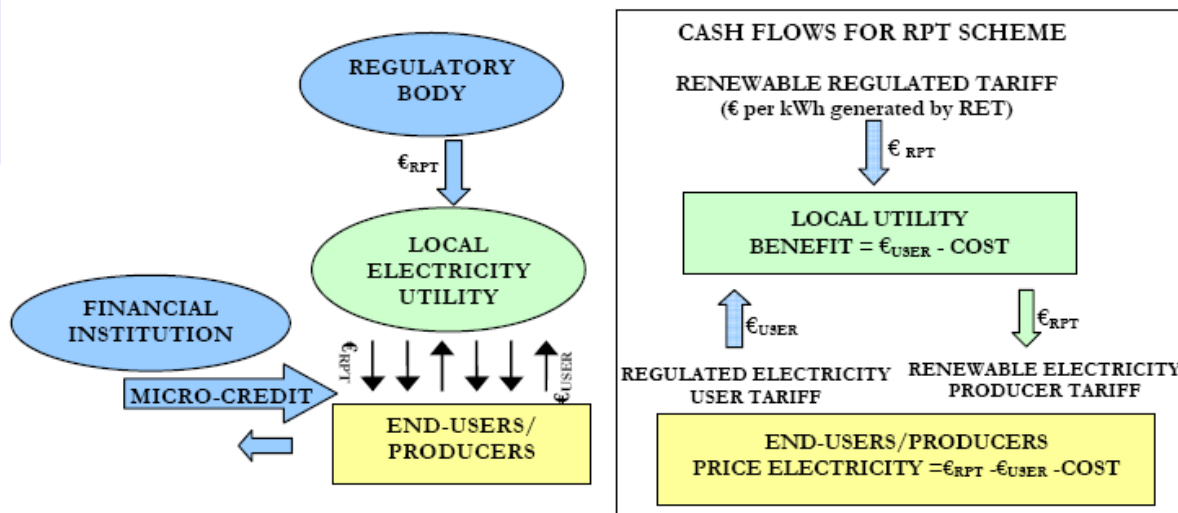 REGULATORY
BODY
€RPT
LOCAL
ELECTRICITY
UTILITY
FINANCIAL
INSTITUTION
€RPT
€USER
MICRO-CREDIT
END-USERS/
PRODUCERS
CASH FLOWS FOR RPT SCHEME
RENEWABLE REGULATED TARIFF
(€ per kWh generated by RET)
€ RPT
LOCAL UTILITY
BENEFIT = €USER - COST
€USER
€RPT
REGULATED ELECTRICITY
USER TARIFF
RENEWABLE ELECTRICITY
PRODUCER TARIFF
END-USERS/PRODUCERS
PRICE ELECTRICITY =€RPT -€USER -COST